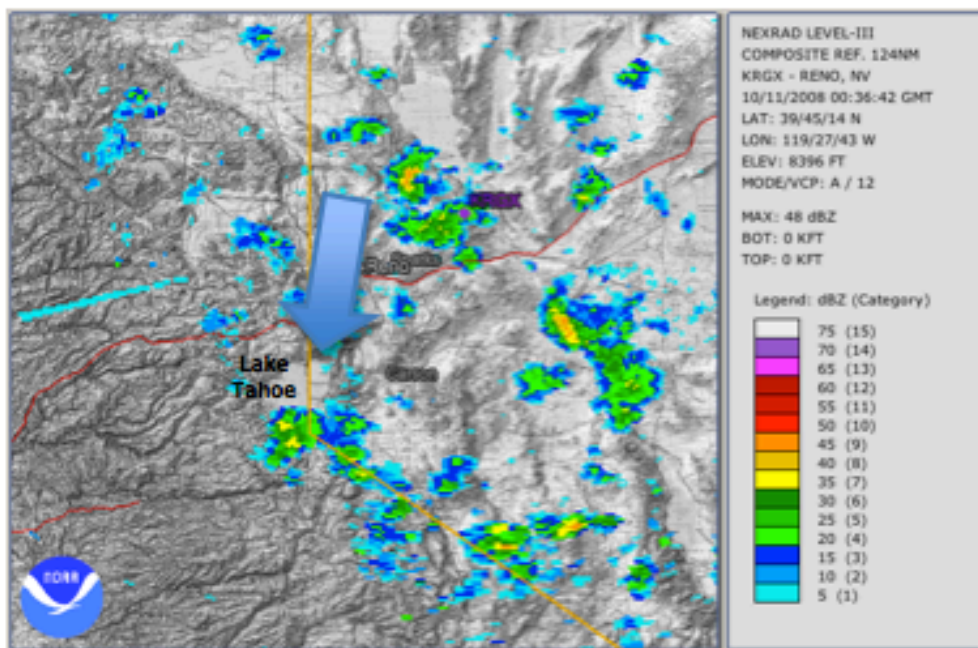 NEXRAD LEVEL-III
COMPOSITE REF. 124NM
KRGX - RENO, NV
10/11/2008 00:36:42 GMT
LAT: 39/45/14 N
LON: 119/27/43 W
ELEV: 8396 FT
MODE/VCP: A / 12
MAX: 48 dBZ
BOT: 0 KFT
TOP: 0 KFT
Legend: dBZ (Category)
75 (15)
70 (14)
65 (13)
60 (12)
55 (11)
50 (10)
45 (9)
40 (8)
35 (7)
30 (6)
25 (5)
20 (4)
15 (3)
10 (2)
5 (1)
Reno
Lake
Tahoe
NOAA